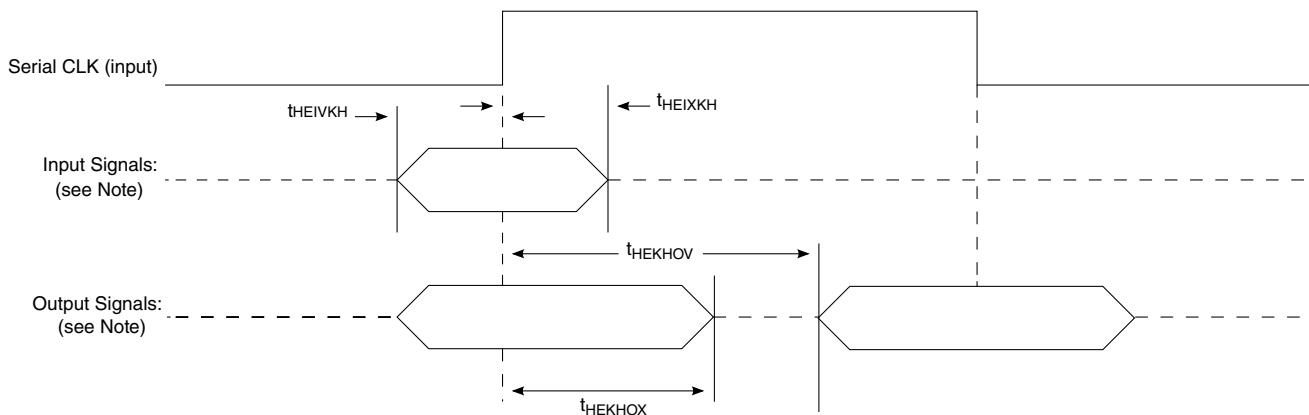 Serial CLK (input)
tHEIVKH
tHEIXKH
Input Signals:
(see Note)
tHEKHOV
Output Signals:
(see Note)
tHEKHOX